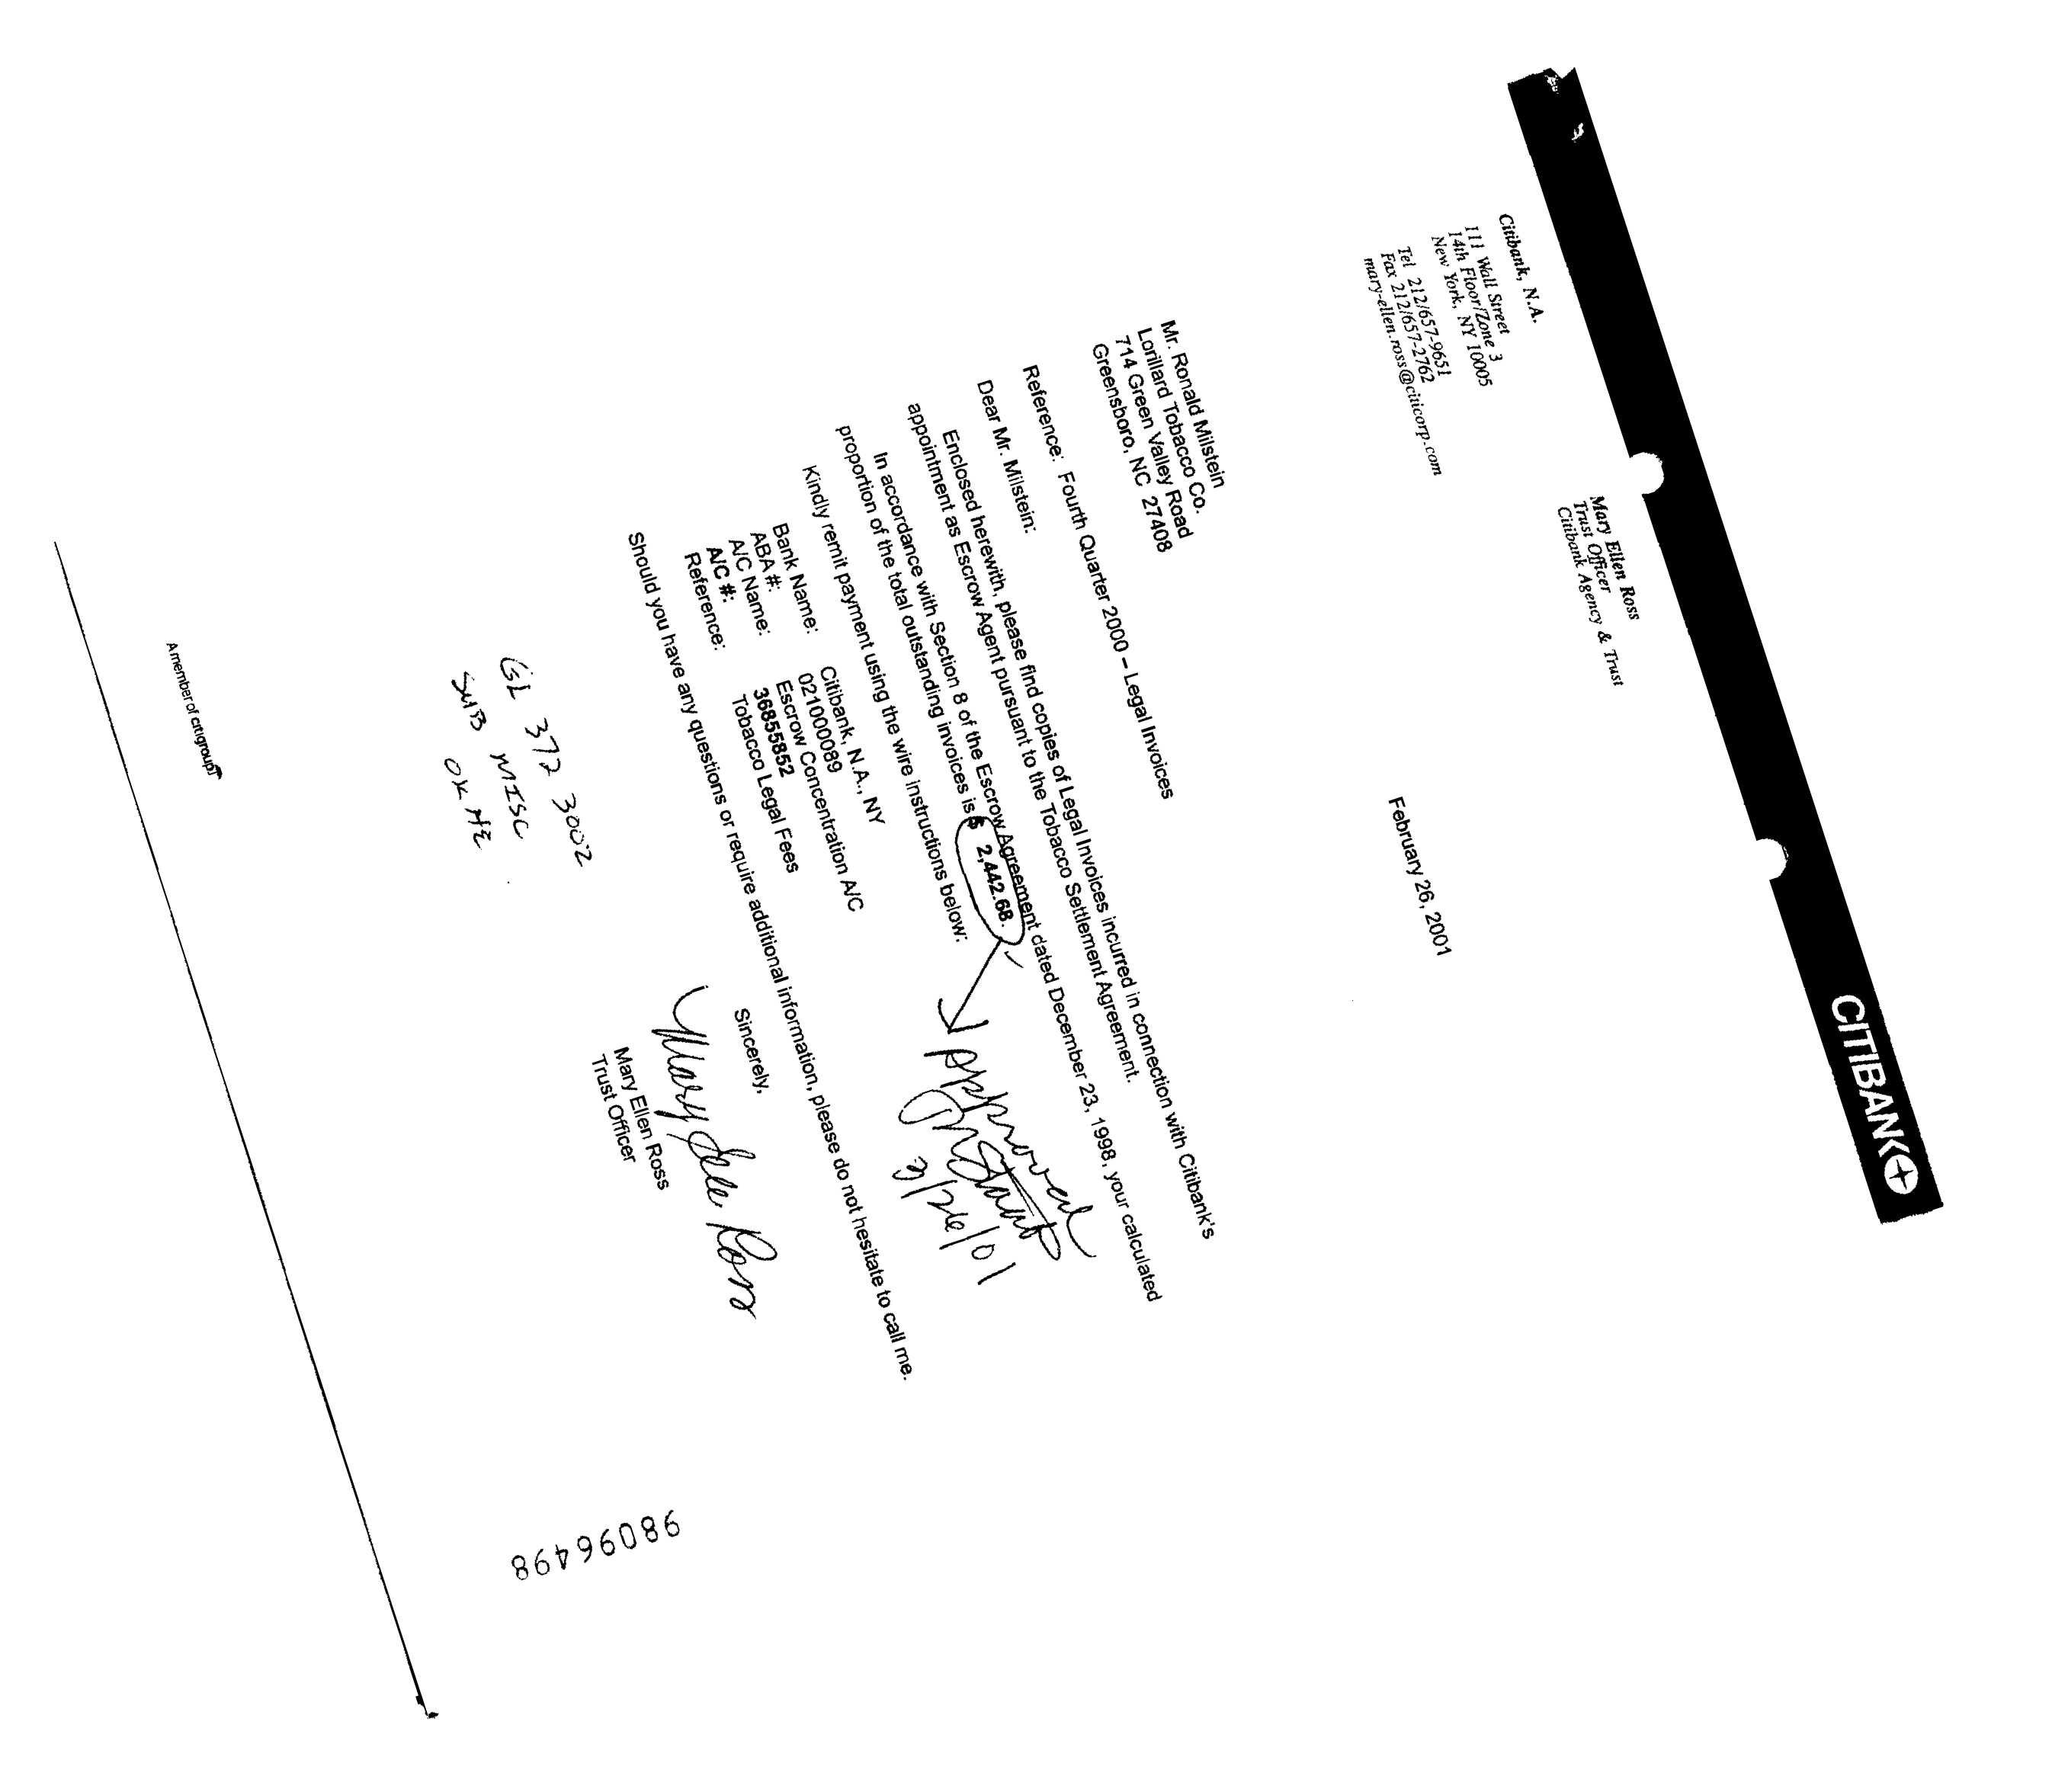 CITIBANK
Citibank, N.A.
111 Wall Street
14th Floor/Zone 3
New York, NY 10005
Tel 212/657-9651
Fax 212/657-2762
mary-ellen.ross@citicorp.com
Mary Ellen Ross
Trust Officer
Citibank Agency & Trust
February 26, 2001
Mr. Ronald Milstein
Lorillard Tobacco Co.
714 Green Valley Road
Greensboro, NC 27408
Reference: Fourth Quarter 2000 – Legal Invoices
Dear Mr. Milstein:
Enclosed herewith, please find copies of Legal Invoices incurred in connection with Citibank's
appointment as Escrow Agent pursuant to the Tobacco Settlement Agreement.
In accordance with Section 8 of the Escrow Agreement dated December 23, 1998, your calculated
proportion of the total outstanding invoices is $ 2,442.68.
Kindly remit payment using the wire instructions below:
Approved
3/26/01
Bank Name: Citibank, N.A., NY
ABA #: 021000089
A/C Name: Escrow Concentration A/C
A/C #: 36855852
Reference: Tobacco Legal Fees
Should you have any questions or require additional information, please do not hesitate to call me.
Sincerely,
Mary Ellen Ross
Mary Ellen Ross
Trust Officer
GL 372 3002
SUB MISC
OK
A member of citigroup
98096498